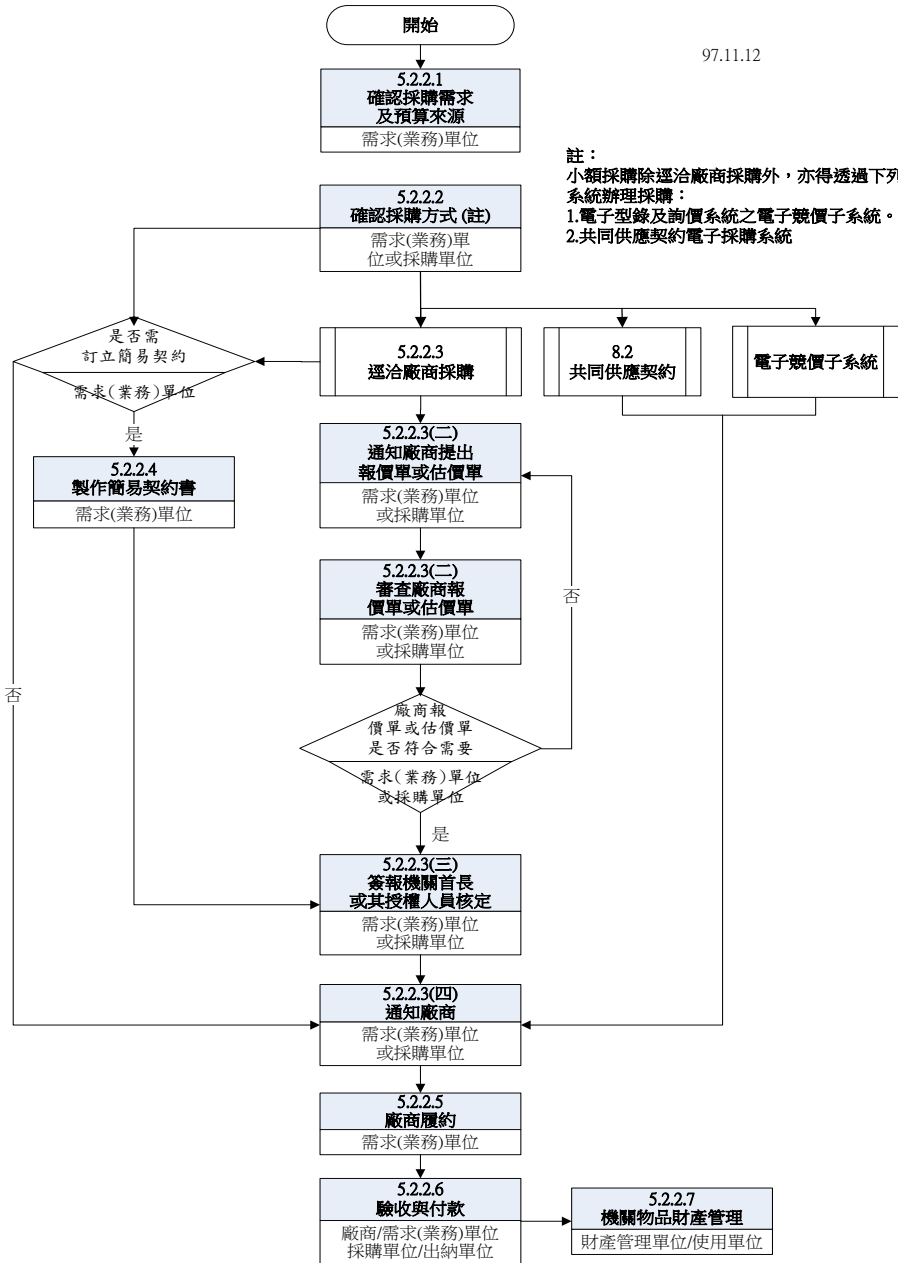 開始
97.11.12
5.2.2.1
確認採購需求
及預算來源
需求(業務)單位
註：
小額採購除逕洽廠商採購外，亦得透過下列
系統辦理採購：
1.電子型錄及詢價系統之電子競價子系統。
2.共同供應契約電子採購系統
5.2.2.2
確認採購方式 (註)
需求(業務)單
位或採購單位
是否需
訂立簡易契約
需求(業務)單位
5.2.2.3
逕洽廠商採購
8.2
共同供應契約
電子競價子系統
是
5.2.2.4
製作簡易契約書
需求(業務)單位
5.2.2.3(二)
通知廠商提出
報價單或估價單
需求(業務)單位
或採購單位
5.2.2.3(二)
審查廠商報
價單或估價單
需求(業務)單位
或採購單位
否
否
廠商報
價單或估價單
是否符合需要
需求(業務)單位
或採購單位
是
5.2.2.3(三)
簽報機關首長
或其授權人員核定
需求(業務)單位
或採購單位
5.2.2.3(四)
通知廠商
需求(業務)單位
或採購單位
5.2.2.5
廠商履約
需求(業務)單位
5.2.2.6
驗收與付款
廠商/需求(業務)單位
採購單位/出納單位
5.2.2.7
機關物品財產管理
財產管理單位/使用單位